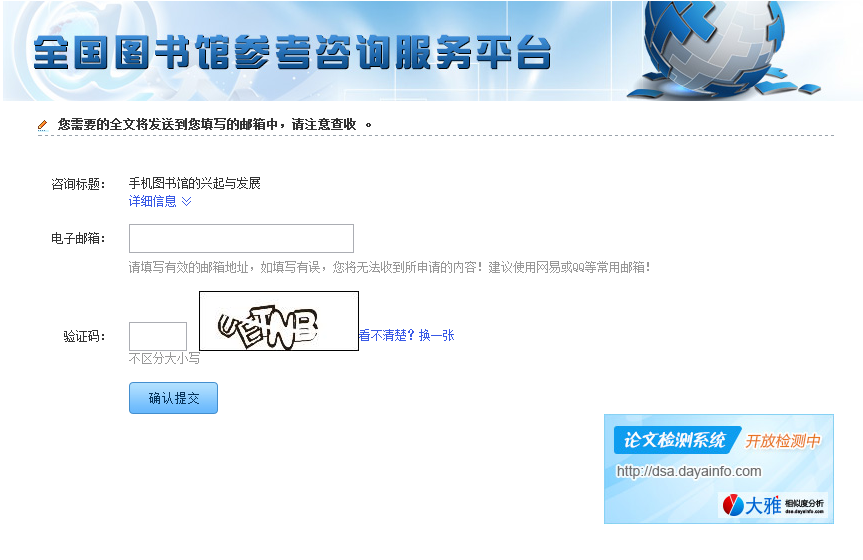 全国图书馆参考咨询服务平台
您需要的全文将发送到您填写的邮箱中，请注意查收 。
咨询标题： 手机图书馆的兴起与发展
详细信息
电子邮箱：
请填写有效的邮箱地址，如填写有误，您将无法收到所申请的内容！建议使用网易或QQ等常用邮箱！
验证码： 看不清楚？换一张
不区分大小写
确认提交
论文检测系统 开放检测中
http://dsa.dayainfo.com
大雅 相似度分析
dsa.dayainfo.com